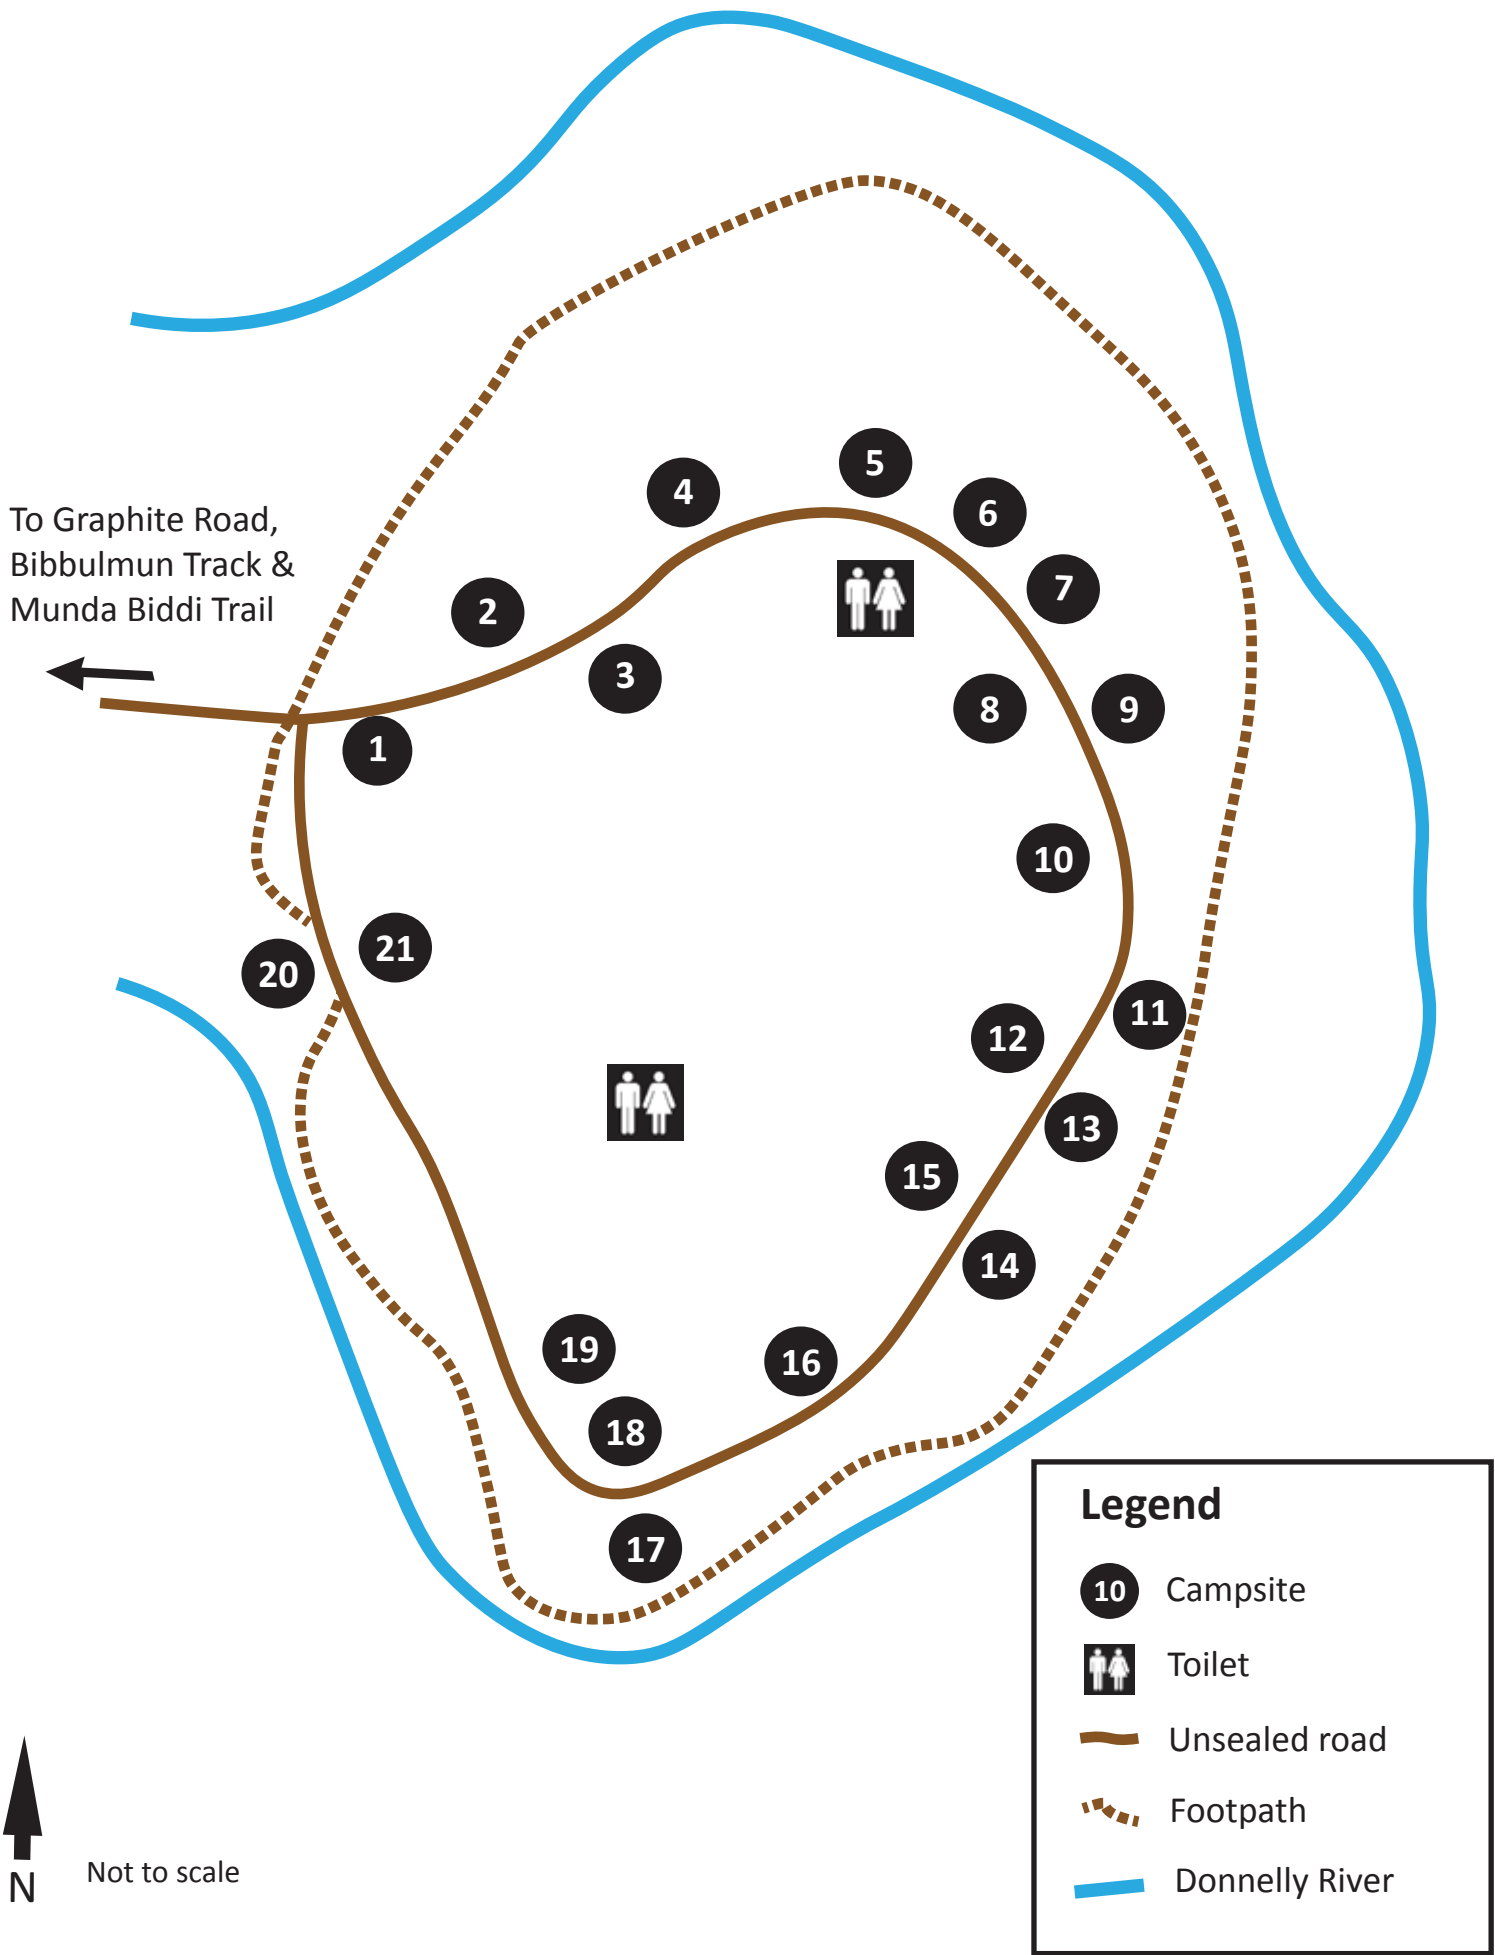 5
4
6
To Graphite Road,
Bibbulmun Track &
Munda Biddi Trail
7
2
3
8
9
1
10
21
20
11
12
13
15
14
19
16
18
17
Legend
10 Campsite
Toilet
Unsealed road
Footpath
Donnelly River
N
Not to scale